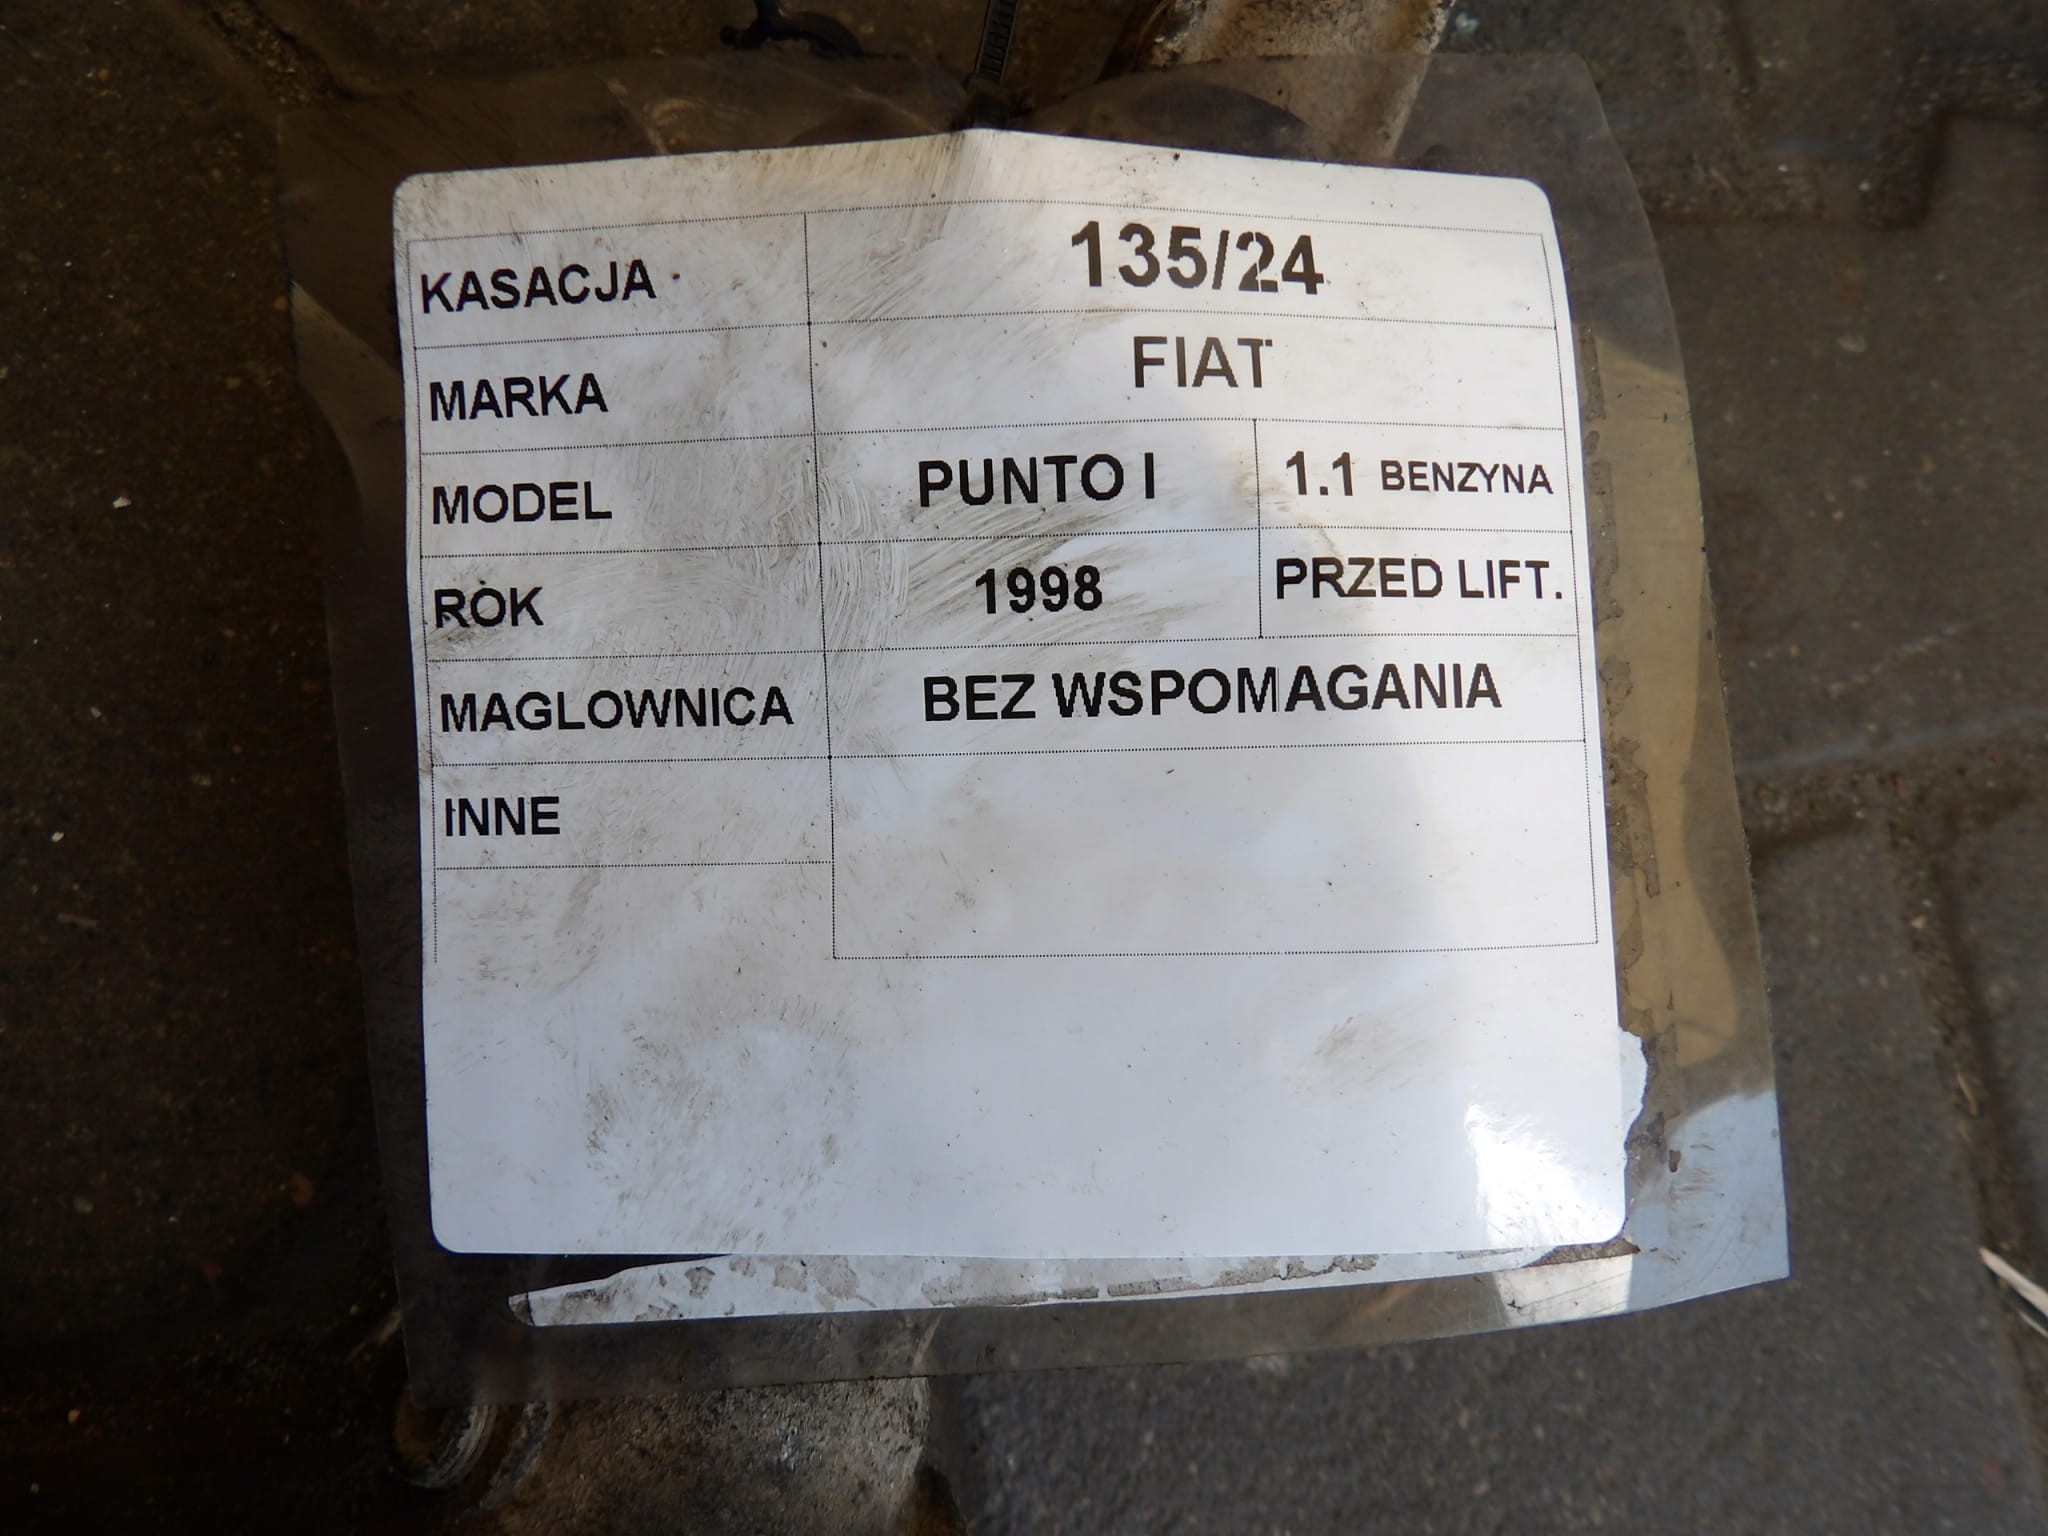 KASACJA 135/24
MARKA FIAT
MODEL PUNTO I 1.1 BENZYNA
ROK 1998 PRZED LIFT.
MAGLOWNICA BEZ WSPOMAGANIA
INNE